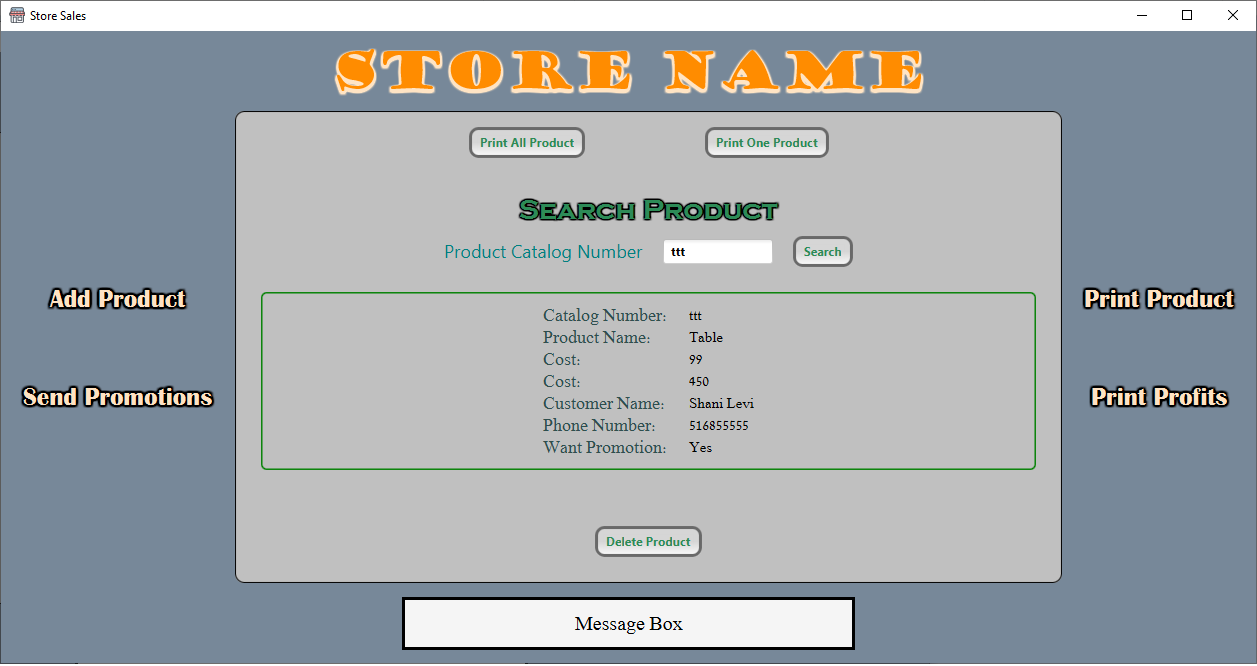 Store Sales
STORE NAME
Print All Product
Print One Product
Search Product
Product Catalog Number ttt Search
Add Product
Send Promotions
Catalog Number: ttt
Product Name: Table
Cost: 99
Cost: 450
Customer Name: Shani Levi
Phone Number: 516855555
Want Promotion: Yes
Print Product
Print Profits
Delete Product
Message Box